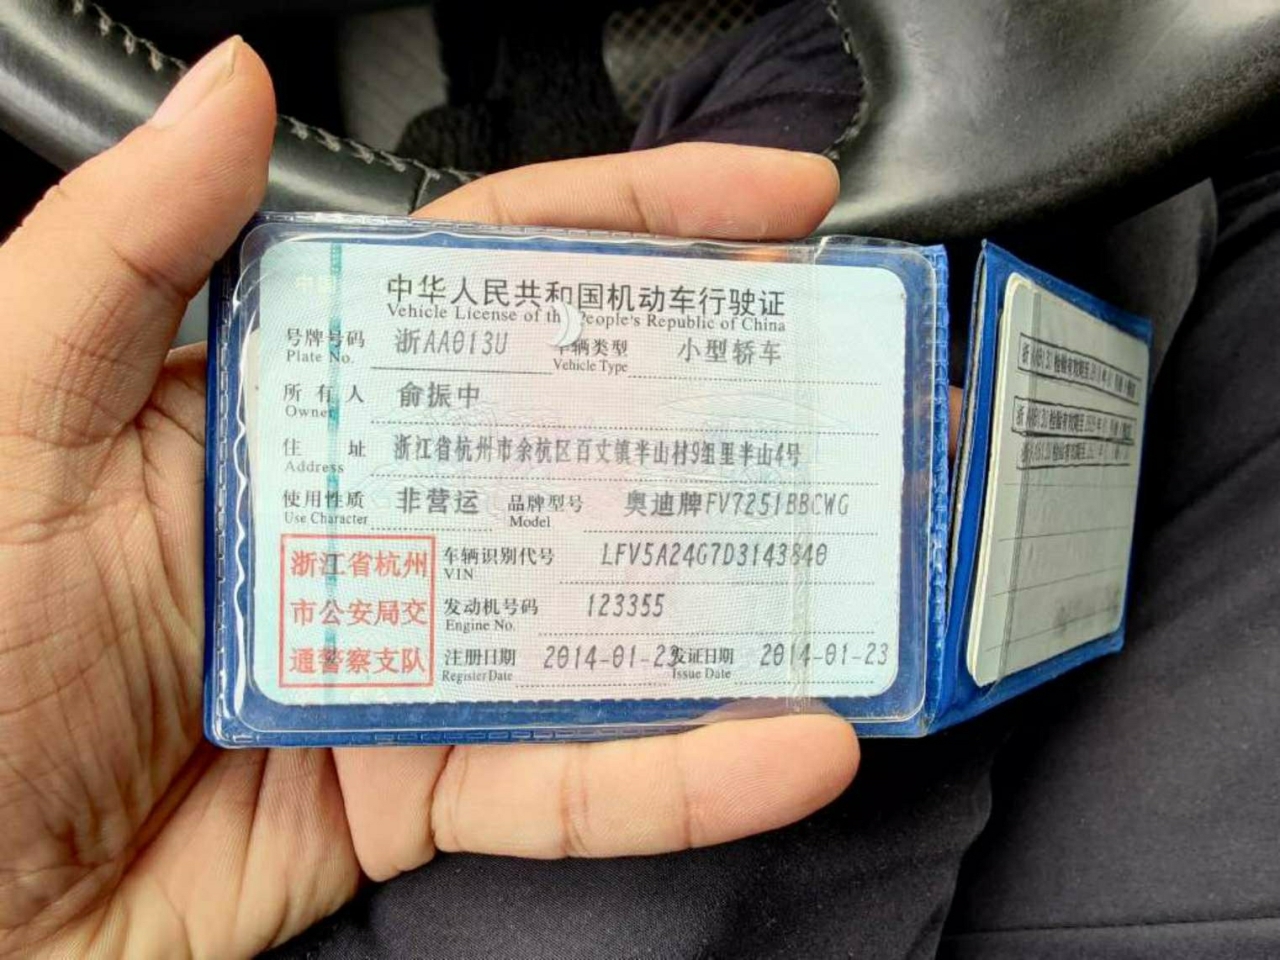 中华人民共和国机动车行驶证
Vehicle License of the People's Republic of China
号牌号码 浙AA013U 车辆类型 小型轿车
Plate No. Vehicle Type
所有人 俞振中
Owner
住址 浙江省杭州市余杭区百丈镇半山村9组里半山4号
Address
使用性质 非营运 品牌型号 奥迪牌FV7251BBCWG
Use Character Model
浙江省杭州
市公安局交
通警察支队
车辆识别代号 LFV5A24G7D3143840
VIN
发动机号码 123355
Engine No.
注册日期 2014-01-23 发证日期 2014-01-23
Register Date Issue Date